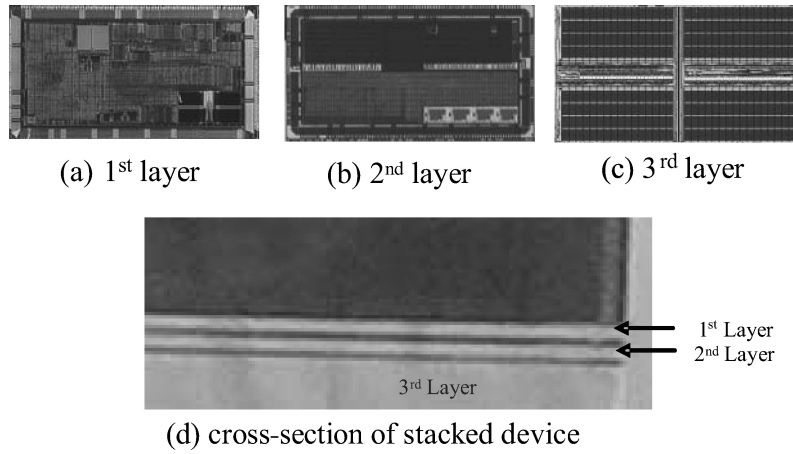 (a) 1st layer
(b) 2nd layer
(c) 3rd layer
1st Layer
2nd Layer
3rd Layer
(d) cross-section of stacked device